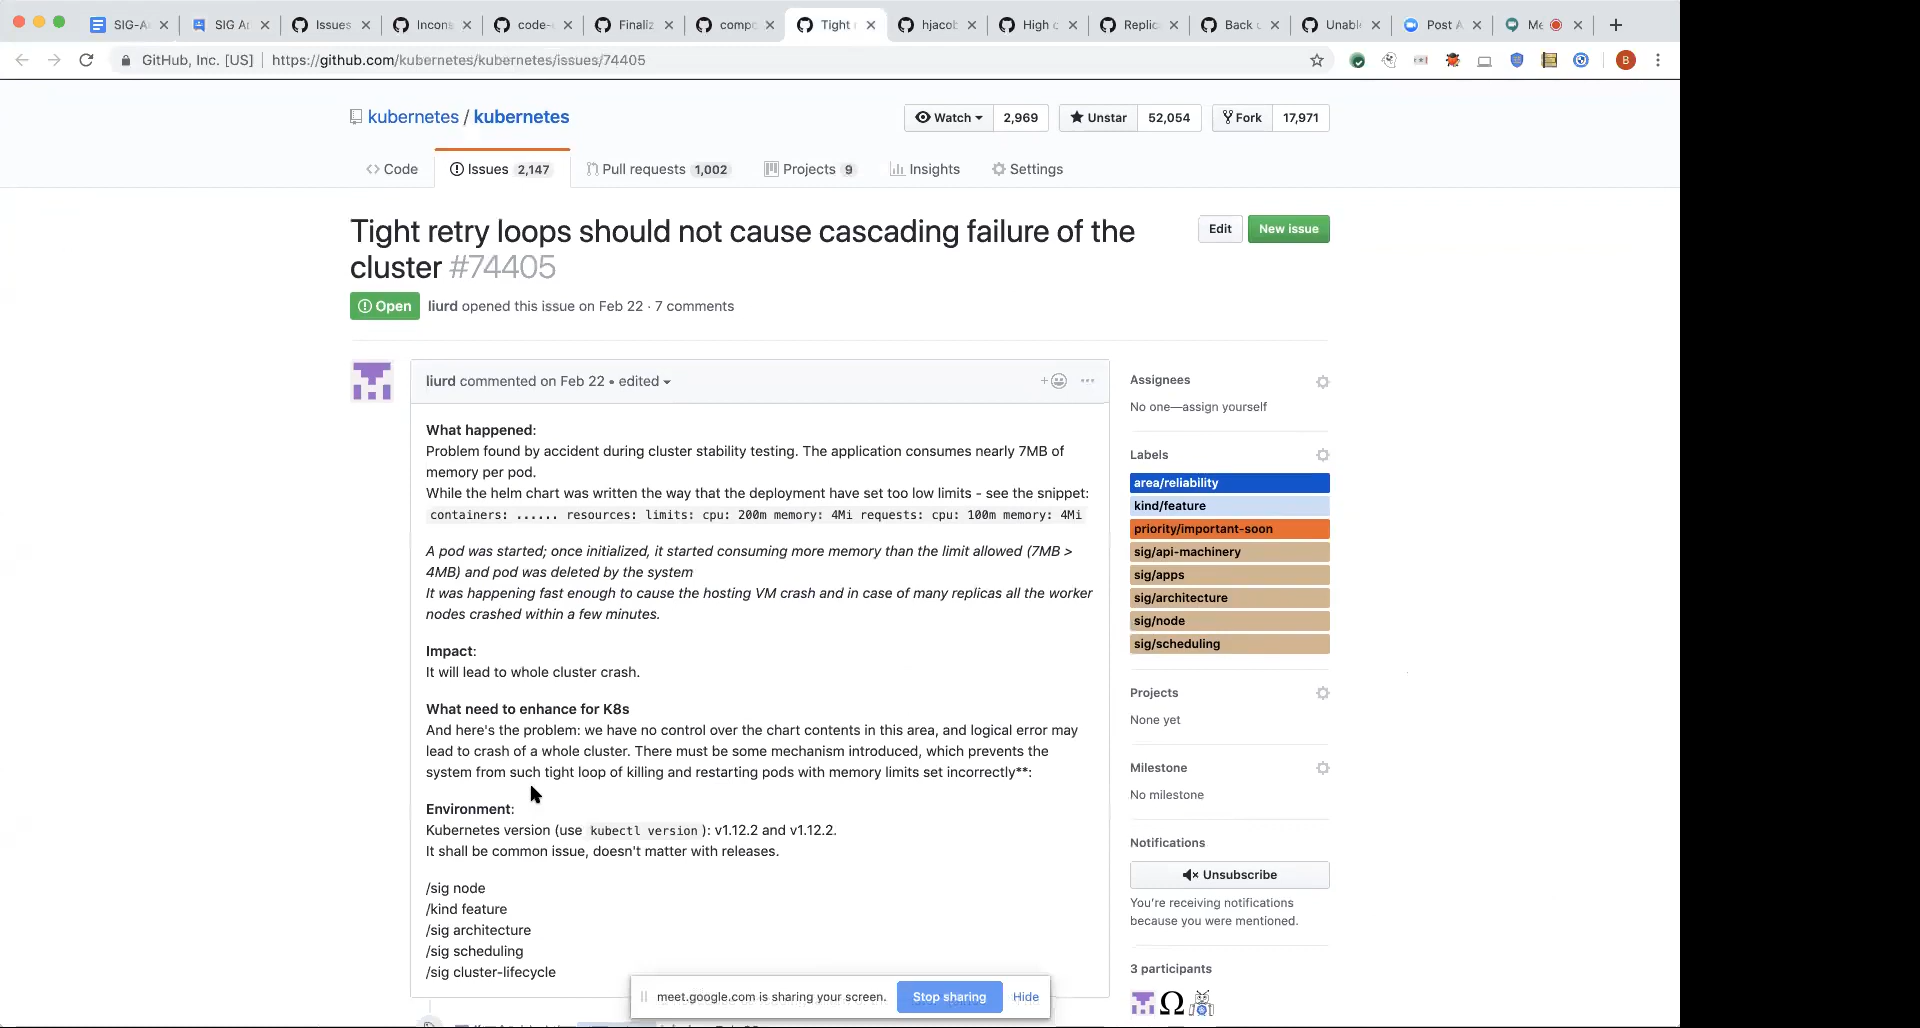 SIG-A
SIG A
Issues
Incons
code-
Finaliz
compo
Tight r
hjacob
High c
Replic
Back
Unabl
Post A
Me
GitHub, Inc. [US] | https://github.com/kubernetes/kubernetes/issues/74405
B
kubernetes / kubernetes
Watch 2,969
Unstar 52,054
Fork 17,971
Code
Issues 2,147
Pull requests 1,002
Projects 9
Insights
Settings
Tight retry loops should not cause cascading failure of the
cluster #74405
Edit
New issue
Open
liurd opened this issue on Feb 22 · 7 comments
liurd commented on Feb 22 • edited
What happened:
Problem found by accident during cluster stability testing. The application consumes nearly 7MB of
memory per pod.
While the helm chart was written the way that the deployment have set too low limits - see the snippet:
containers: ...... resources: limits: cpu: 200m memory: 4Mi requests: cpu: 100m memory: 4Mi
A pod was started; once initialized, it started consuming more memory than the limit allowed (7MB >
4MB) and pod was deleted by the system
It was happening fast enough to cause the hosting VM crash and in case of many replicas all the worker
nodes crashed within a few minutes.
Impact:
It will lead to whole cluster crash.
What need to enhance for K8s
And here's the problem: we have no control over the chart contents in this area, and logical error may
lead to crash of a whole cluster. There must be some mechanism introduced, which prevents the
system from such tight loop of killing and restarting pods with memory limits set incorrectly**:
Environment:
Kubernetes version (use kubectl version): v1.12.2 and v1.12.2.
It shall be common issue, doesn't matter with releases.
/sig node
/kind feature
/sig architecture
/sig scheduling
/sig cluster-lifecycle
Assignees
No one—assign yourself
Labels
area/reliability
kind/feature
priority/important-soon
sig/api-machinery
sig/apps
sig/architecture
sig/node
sig/scheduling
Projects
None yet
Milestone
No milestone
Notifications
Unsubscribe
You're receiving notifications
because you were mentioned.
3 participants
meet.google.com is sharing your screen.
Stop sharing
Hide